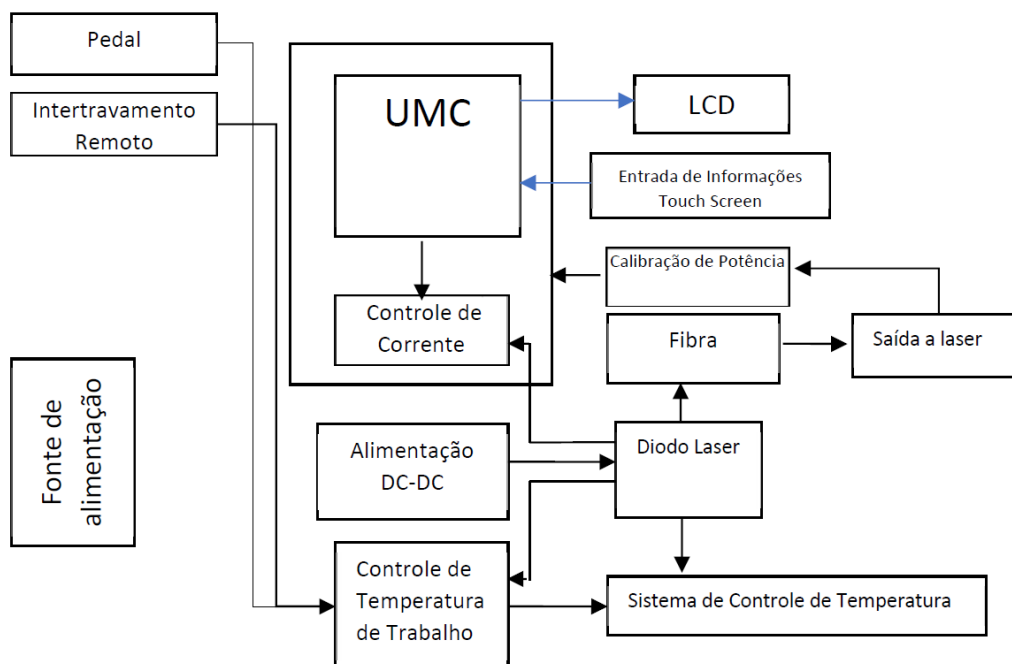 Pedal
Intertravamento
Remoto
UMC
LCD
Entrada de Informações
Touch Screen
Calibração de Potência
Controle de
Corrente
Fibra
Saída a laser
Fonte de
alimentação
Alimentação
DC-DC
Diodo Laser
Controle de
Temperatura
de Trabalho
Sistema de Controle de Temperatura